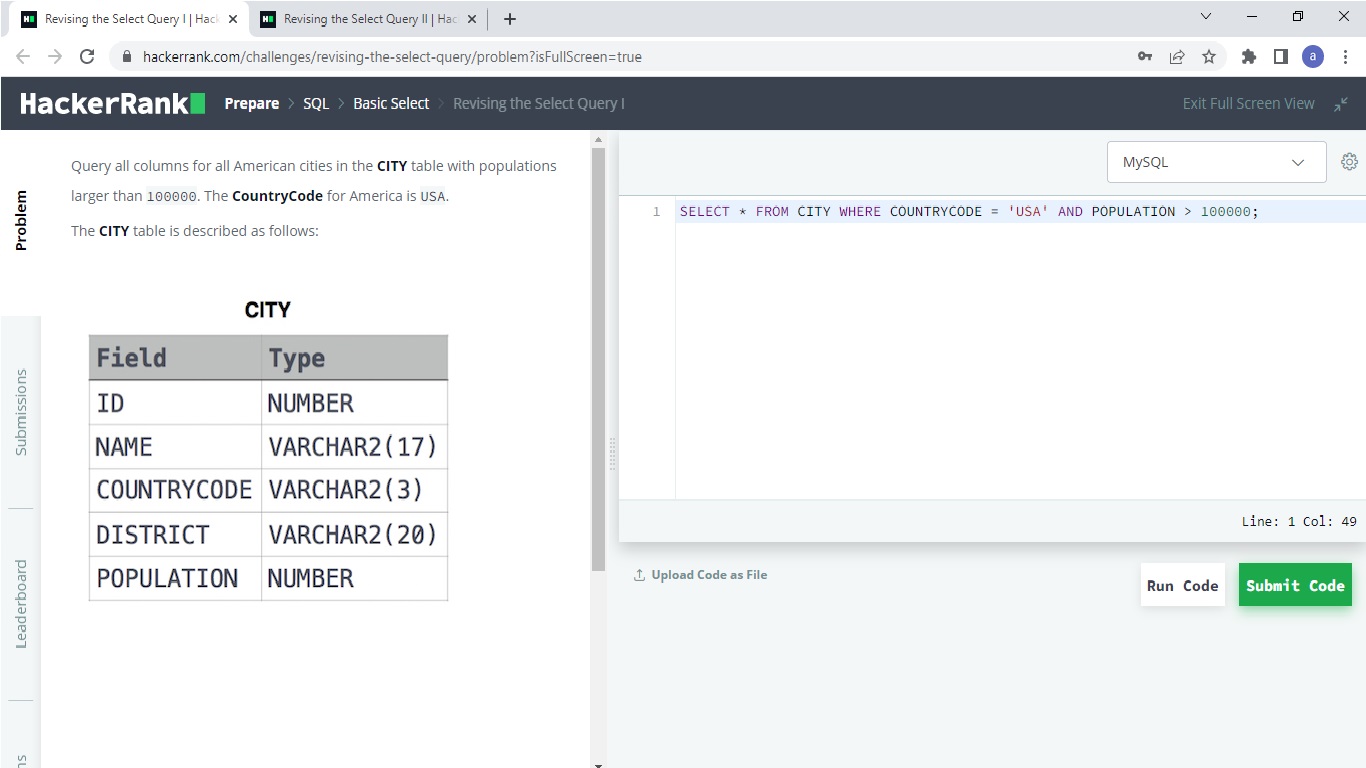 Revising the Select Query I | Hack
Revising the Select Query II | Hac
hackerrank.com/challenges/revising-the-select-query/problem?isFullScreen=true
a
HackerRank
Prepare > SQL > Basic Select > Revising the Select Query I
Exit Full Screen View
Problem
Submissions
Leaderboard
ns
Query all columns for all American cities in the CITY table with populations
larger than 100000. The CountryCode for America is USA.
The CITY table is described as follows:
CITY
Field Type
ID NUMBER
NAME VARCHAR2(17)
COUNTRYCODE VARCHAR2(3)
DISTRICT VARCHAR2(20)
POPULATION NUMBER
MySQL
1 SELECT * FROM CITY WHERE COUNTRYCODE = 'USA' AND POPULATION > 100000;
Line: 1 Col: 49
Upload Code as File
Run Code
Submit Code